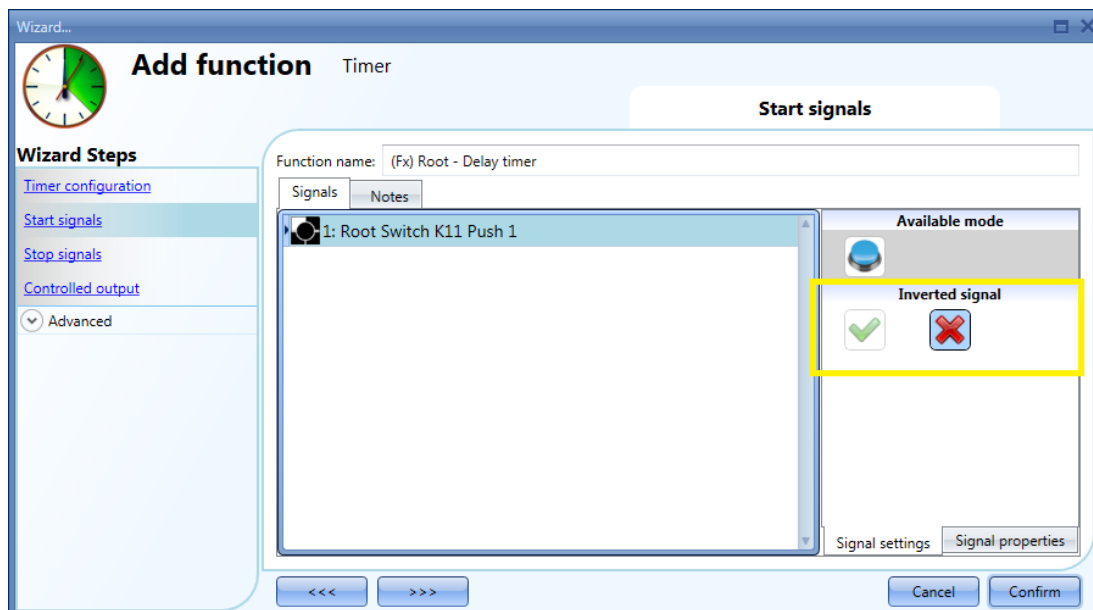 Wizard...
Add function Timer
Start signals
Wizard Steps
Timer configuration
Start signals
Stop signals
Controlled output
Advanced
Function name: (Fx) Root - Delay timer
Signals Notes
1: Root Switch K11 Push 1
Available mode
Inverted signal
Signal settings Signal properties
<<< >>> Cancel Confirm